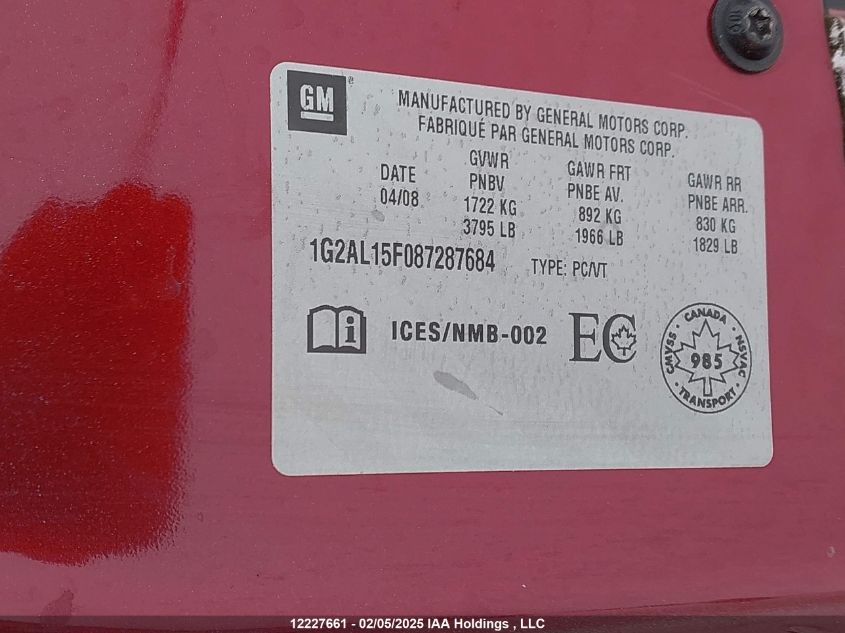 GM
MANUFACTURED BY GENERAL MOTORS CORP.
FABRIQUÉ PAR GENERAL MOTORS CORP.
DATE
04/08
GVWR
PNBV
1722 KG
3795 LB
GAWR FRT
PNBE AV.
892 KG
1966 LB
GAWR RR
PNBE ARR.
830 KG
1829 LB
1G2AL15F087287684 TYPE: PC/VT
i ICES/NMB-002 EC
CANADA
CMVSS 985 NSVAC
TRANSPORT
12227661 - 02/05/2025 IAA Holdings , LLC